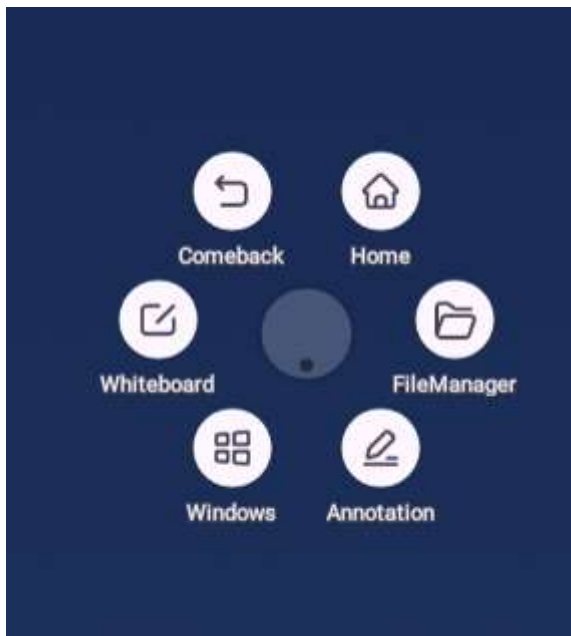 Comeback
Home
Whiteboard
FileManager
Windows
Annotation